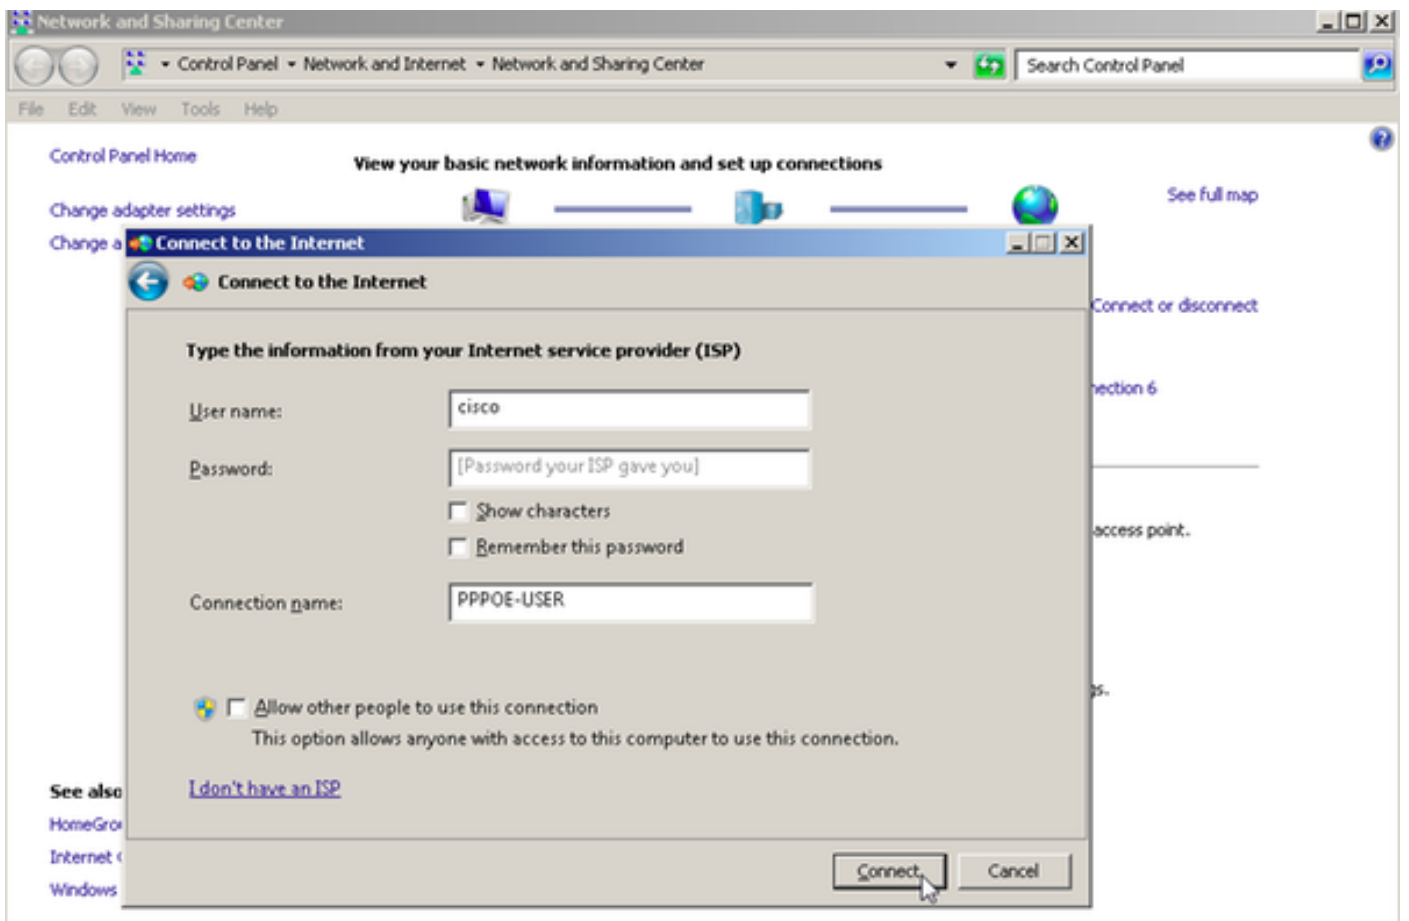 Network and Sharing Center
Control Panel Network and Internet Network and Sharing Center
Search Control Panel
File Edit View Tools Help
Control Panel Home
View your basic network information and set up connections
See full map
Change adapter settings
Change a
Connect to the Internet
Connect to the Internet
Connect or disconnect
Type the information from your Internet service provider (ISP)
nection 6
User name: cisco
Password: [Password your ISP gave you]
Show characters
access point.
Remember this password
Connection name: PPPOE-USER
gs.
Allow other people to use this connection
This option allows anyone with access to this computer to use this connection.
I don't have an ISP
See also
HomeGro
Internet
Windows
Connect
Cancel